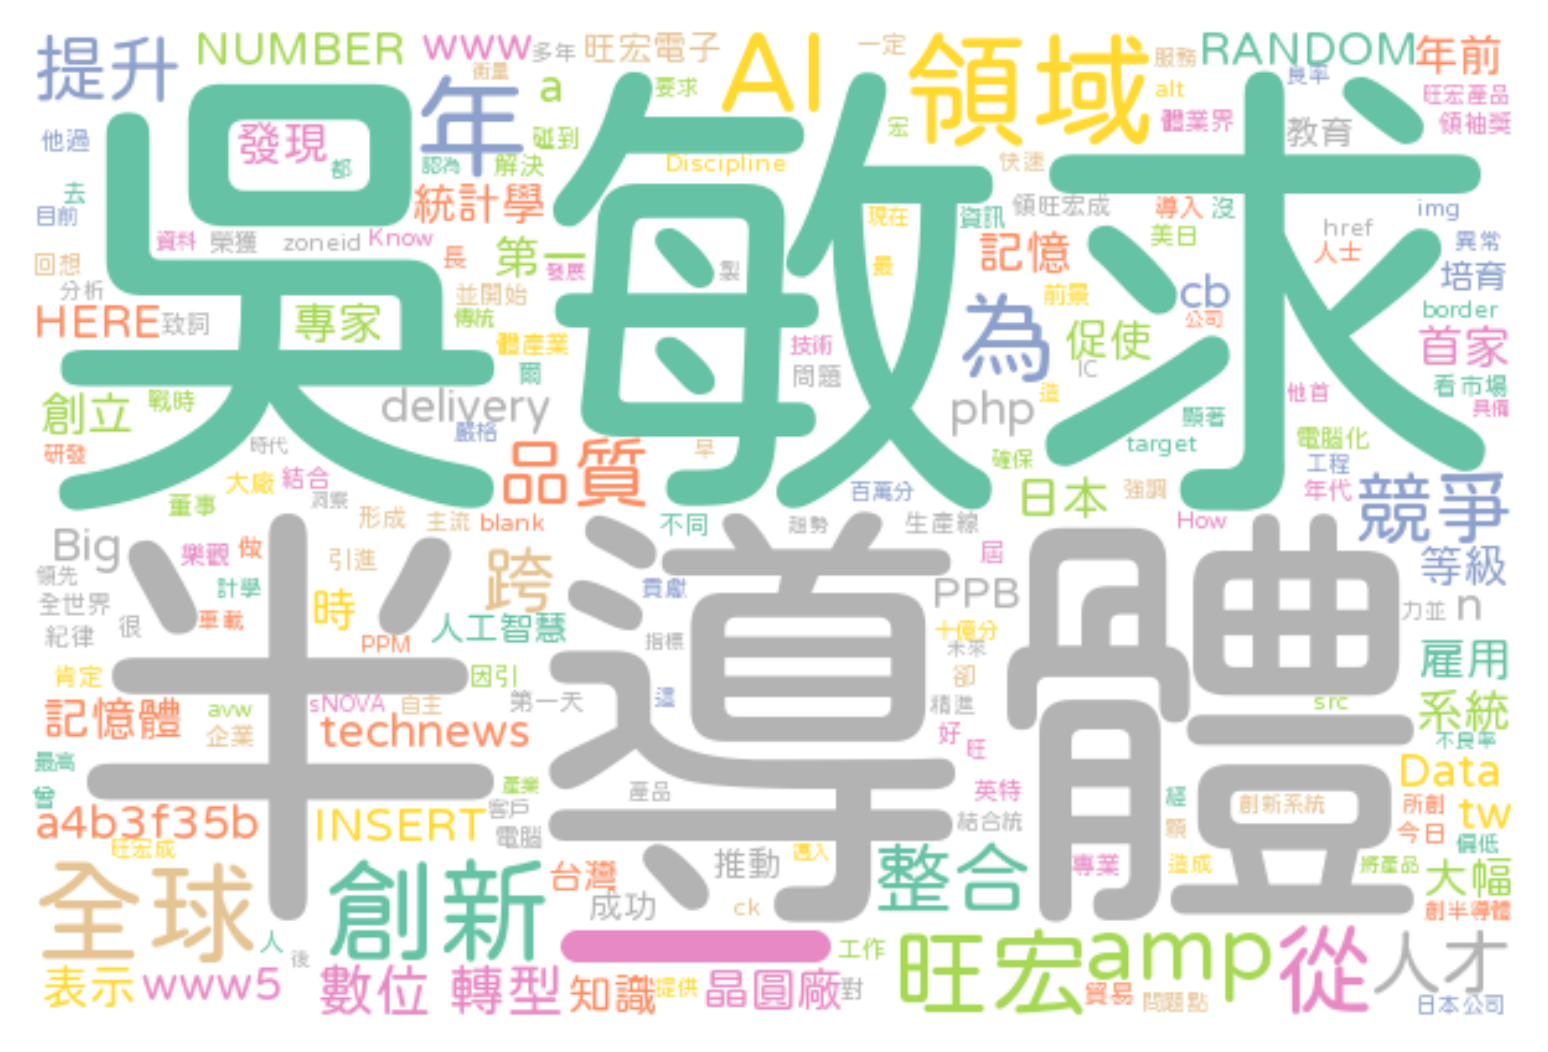 提升
NUMBER
www
多年
旺宏電子
AI
一定
領域
服務
RANDOM
年前
衡量
年
a
要求
alt
良率
旺宏產品
他過
發現
都
認為
碰到
解決
宏
Discipline
快速
體業界
教育
領袖獎
去
目前
統計學
吳敏求
現在
資訊
領旺宏成
導入
沒
img
資料
榮獲
zoneid
Know
長
第一
發展
製
最
記憶
美日
href
人士
異常
回想
分析
並開始
傳統
前景
cb
公司
培育
HERE
致詞
專家
體產業
技術
為
促使
border
首家
創立
戰時
爾
問題
IC
造
他首
看市場
具備
delivery
嚴格
php
顯著
target
電腦化
研發
時代
品質
早
確保
工程
大廠
結合
洞察
百萬分
日本
強調
年代
競爭
董事
形成
主流
blank
不同
趨勢
生產線
How
Big
樂觀
做
引進
跨
屆
等級
領先
計學
貢獻
PPB
全世界
車載
時
人工智慧
十億分
力並
n
紀律
很
PPM
指標
未來
半導體
雇用
肯定
因引
卻
sNOVA
自主
第一天
這
精進
src
系統
記憶體
avw
企業
technews
好
旺
不良率
最高
產業
產品
英特
經
Data
曾
創新系統
所創
tw
a4b3f35b
INSERT
客戶
電腦
結合統
顆
今日
偏低
旺宏成
推動
邁入
專業
造成
將產品
全球
創新
台灣
整合
大幅
成功
ck
創半導體
人
後
工作
旺宏
amp
從
人才
表示
www5
數位
轉型
知識
提供
晶圓廠
對
貿易
問題點
日本公司